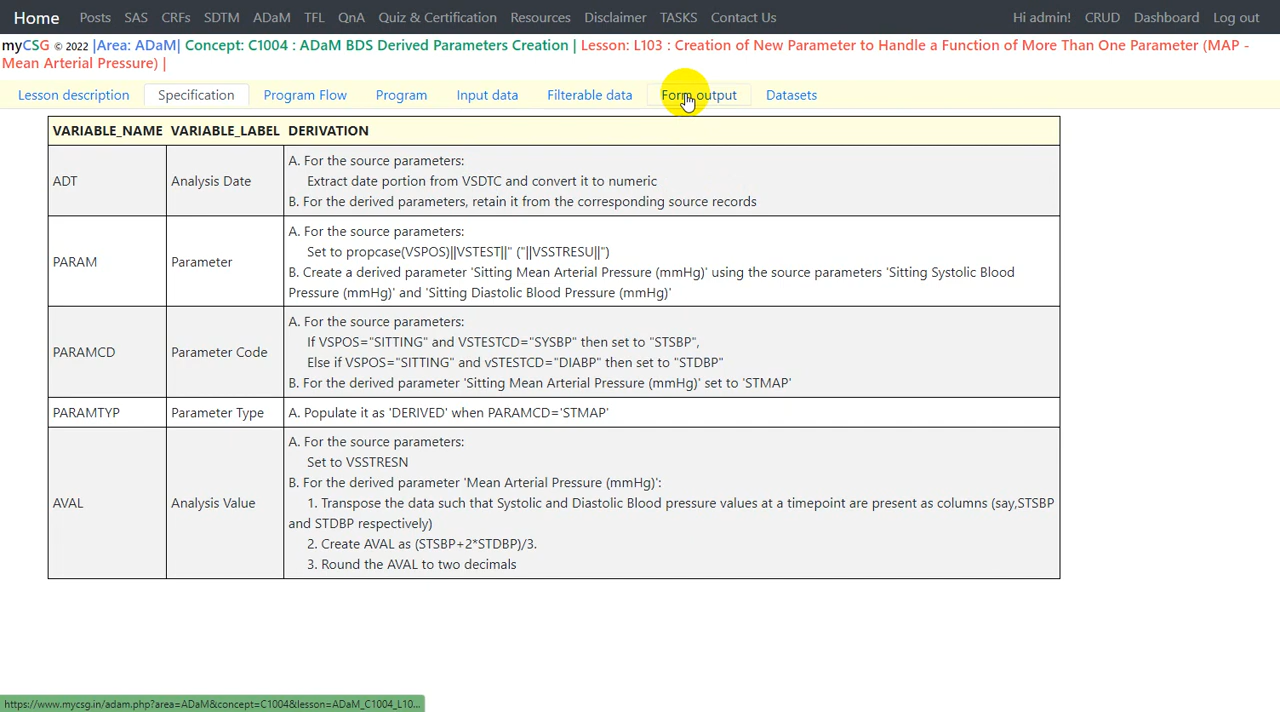 Home Posts SAS CRFs SDTM ADaM TFL QnA Quiz & Certification Resources Disclaimer TASKS Contact Us Hi admin! CRUD Dashboard Log out
myCSG © 2022 |Area: ADaM| Concept: C1004 : ADaM BDS Derived Parameters Creation | Lesson: L103 : Creation of New Parameter to Handle a Function of More Than One Parameter (MAP -
Mean Arterial Pressure) |
Lesson description Specification Program Flow Program Input data Filterable data Form output Datasets
VARIABLE_NAME VARIABLE_LABEL DERIVATION
ADT
Analysis Date
A. For the source parameters:
Extract date portion from VSDTC and convert it to numeric
B. For the derived parameters, retain it from the corresponding source records
PARAM
Parameter
A. For the source parameters:
Set to propcase(VSPOS)||VSTEST||" ("||VSSTRESU||")
B. Create a derived parameter 'Sitting Mean Arterial Pressure (mmHg)' using the source parameters 'Sitting Systolic Blood
Pressure (mmHg)' and 'Sitting Diastolic Blood Pressure (mmHg)'
PARAMCD
Parameter Code
A. For the source parameters:
If VSPOS="SITTING" and VSTESTCD="SYSBP" then set to "STSBP",
Else if VSPOS="SITTING" and vSTESTCD="DIABP" then set to "STDBP"
B. For the derived parameter 'Sitting Mean Arterial Pressure (mmHg)' set to 'STMAP'
PARAMTYP
Parameter Type
A. Populate it as 'DERIVED' when PARAMCD='STMAP'
AVAL
Analysis Value
A. For the source parameters:
Set to VSSTRESN
B. For the derived parameter 'Mean Arterial Pressure (mmHg)':
1. Transpose the data such that Systolic and Diastolic Blood pressure values at a timepoint are present as columns (say,STSBP
and STDBP respectively)
2. Create AVAL as (STSBP+2*STDBP)/3.
3. Round the AVAL to two decimals
https://www.mycsg.in/adam.php?area=ADaM&concept=C1004&lesson=ADaM_C1004_L10...